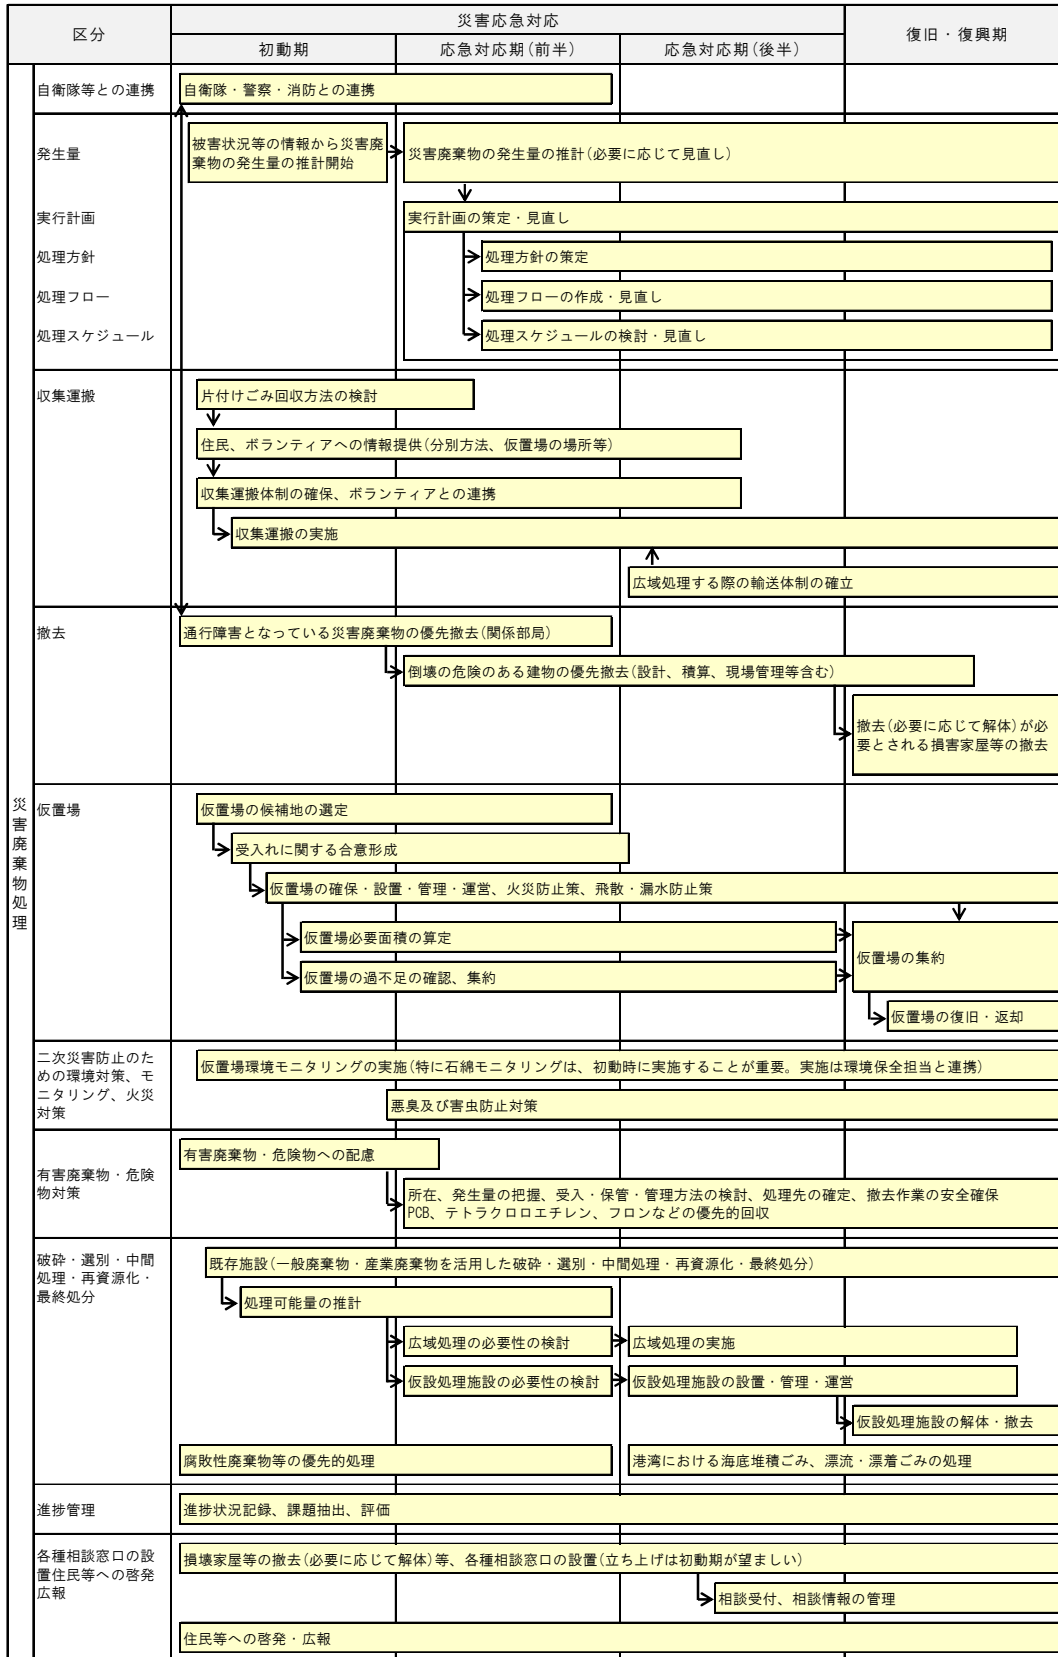 区分
災害応急対応
復旧・復興期
初動期
応急対応期(前半)
応急対応期(後半)
災害廃棄物処理
自衛隊等との連携
自衛隊・警察・消防との連携
発生量
被害状況等の情報から災害廃
棄物の発生量の推計開始
災害廃棄物の発生量の推計(必要に応じて見直し)
実行計画
実行計画の策定・見直し
処理方針
処理方針の策定
処理フロー
処理フローの作成・見直し
処理スケジュール
処理スケジュールの検討・見直し
収集運搬
片付けごみ回収方法の検討
住民、ボランティアへの情報提供(分別方法、仮置場の場所等)
収集運搬体制の確保、ボランティアとの連携
収集運搬の実施
広域処理する際の輸送体制の確立
撤去
通行障害となっている災害廃棄物の優先撤去(関係部局)
倒壊の危険のある建物の優先撤去(設計、積算、現場管理等含む)
撤去(必要に応じて解体)が必
要とされる損害家屋等の撤去
仮置場
仮置場の候補地の選定
受入れに関する合意形成
仮置場の確保・設置・管理・運営、火災防止策、飛散・漏水防止策
仮置場必要面積の算定
仮置場の過不足の確認、集約
仮置場の集約
仮置場の復旧・返却
二次災害防止のた
めの環境対策、モ
ニタリング、火災
対策
仮置場環境モニタリングの実施(特に石綿モニタリングは、初動時に実施することが重要。実施は環境保全担当と連携)
悪臭及び害虫防止対策
有害廃棄物・危険
物対策
有害廃棄物・危険物への配慮
所在、発生量の把握、受入・保管・管理方法の検討、処理先の確定、撤去作業の安全確保
PCB、テトラクロロエチレン、フロンなどの優先的回収
破砕・選別・中間
処理・再資源化・
最終処分
既存施設(一般廃棄物・産業廃棄物を活用した破砕・選別・中間処理・再資源化・最終処分)
処理可能量の推計
広域処理の必要性の検討
広域処理の実施
仮設処理施設の必要性の検討
仮設処理施設の設置・管理・運営
仮設処理施設の解体・撤去
腐敗性廃棄物等の優先的処理
港湾における海底堆積ごみ、漂流・漂着ごみの処理
進捗管理
進捗状況記録、課題抽出、評価
各種相談窓口の設
置住民等への啓発
広報
損壊家屋等の撤去(必要に応じて解体)等、各種相談窓口の設置(立ち上げは初動期が望ましい)
相談受付、相談情報の管理
住民等への啓発・広報